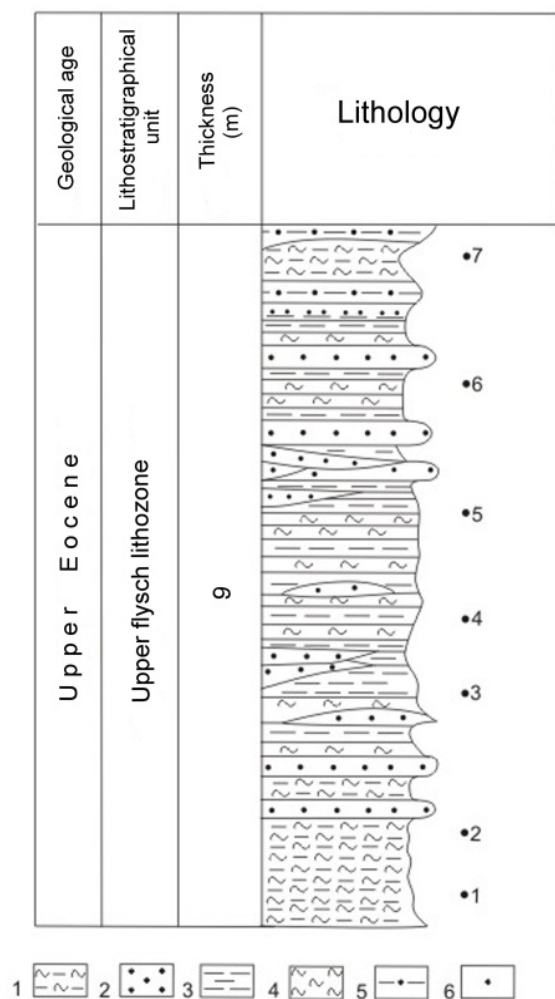 Geological age
Lithostratigraphical
unit
Thickness
(m)
Lithology
Upper Eocene
Upper flysch lithozone
9
7
6
5
4
3
2
1
1 2 3 4 5 6